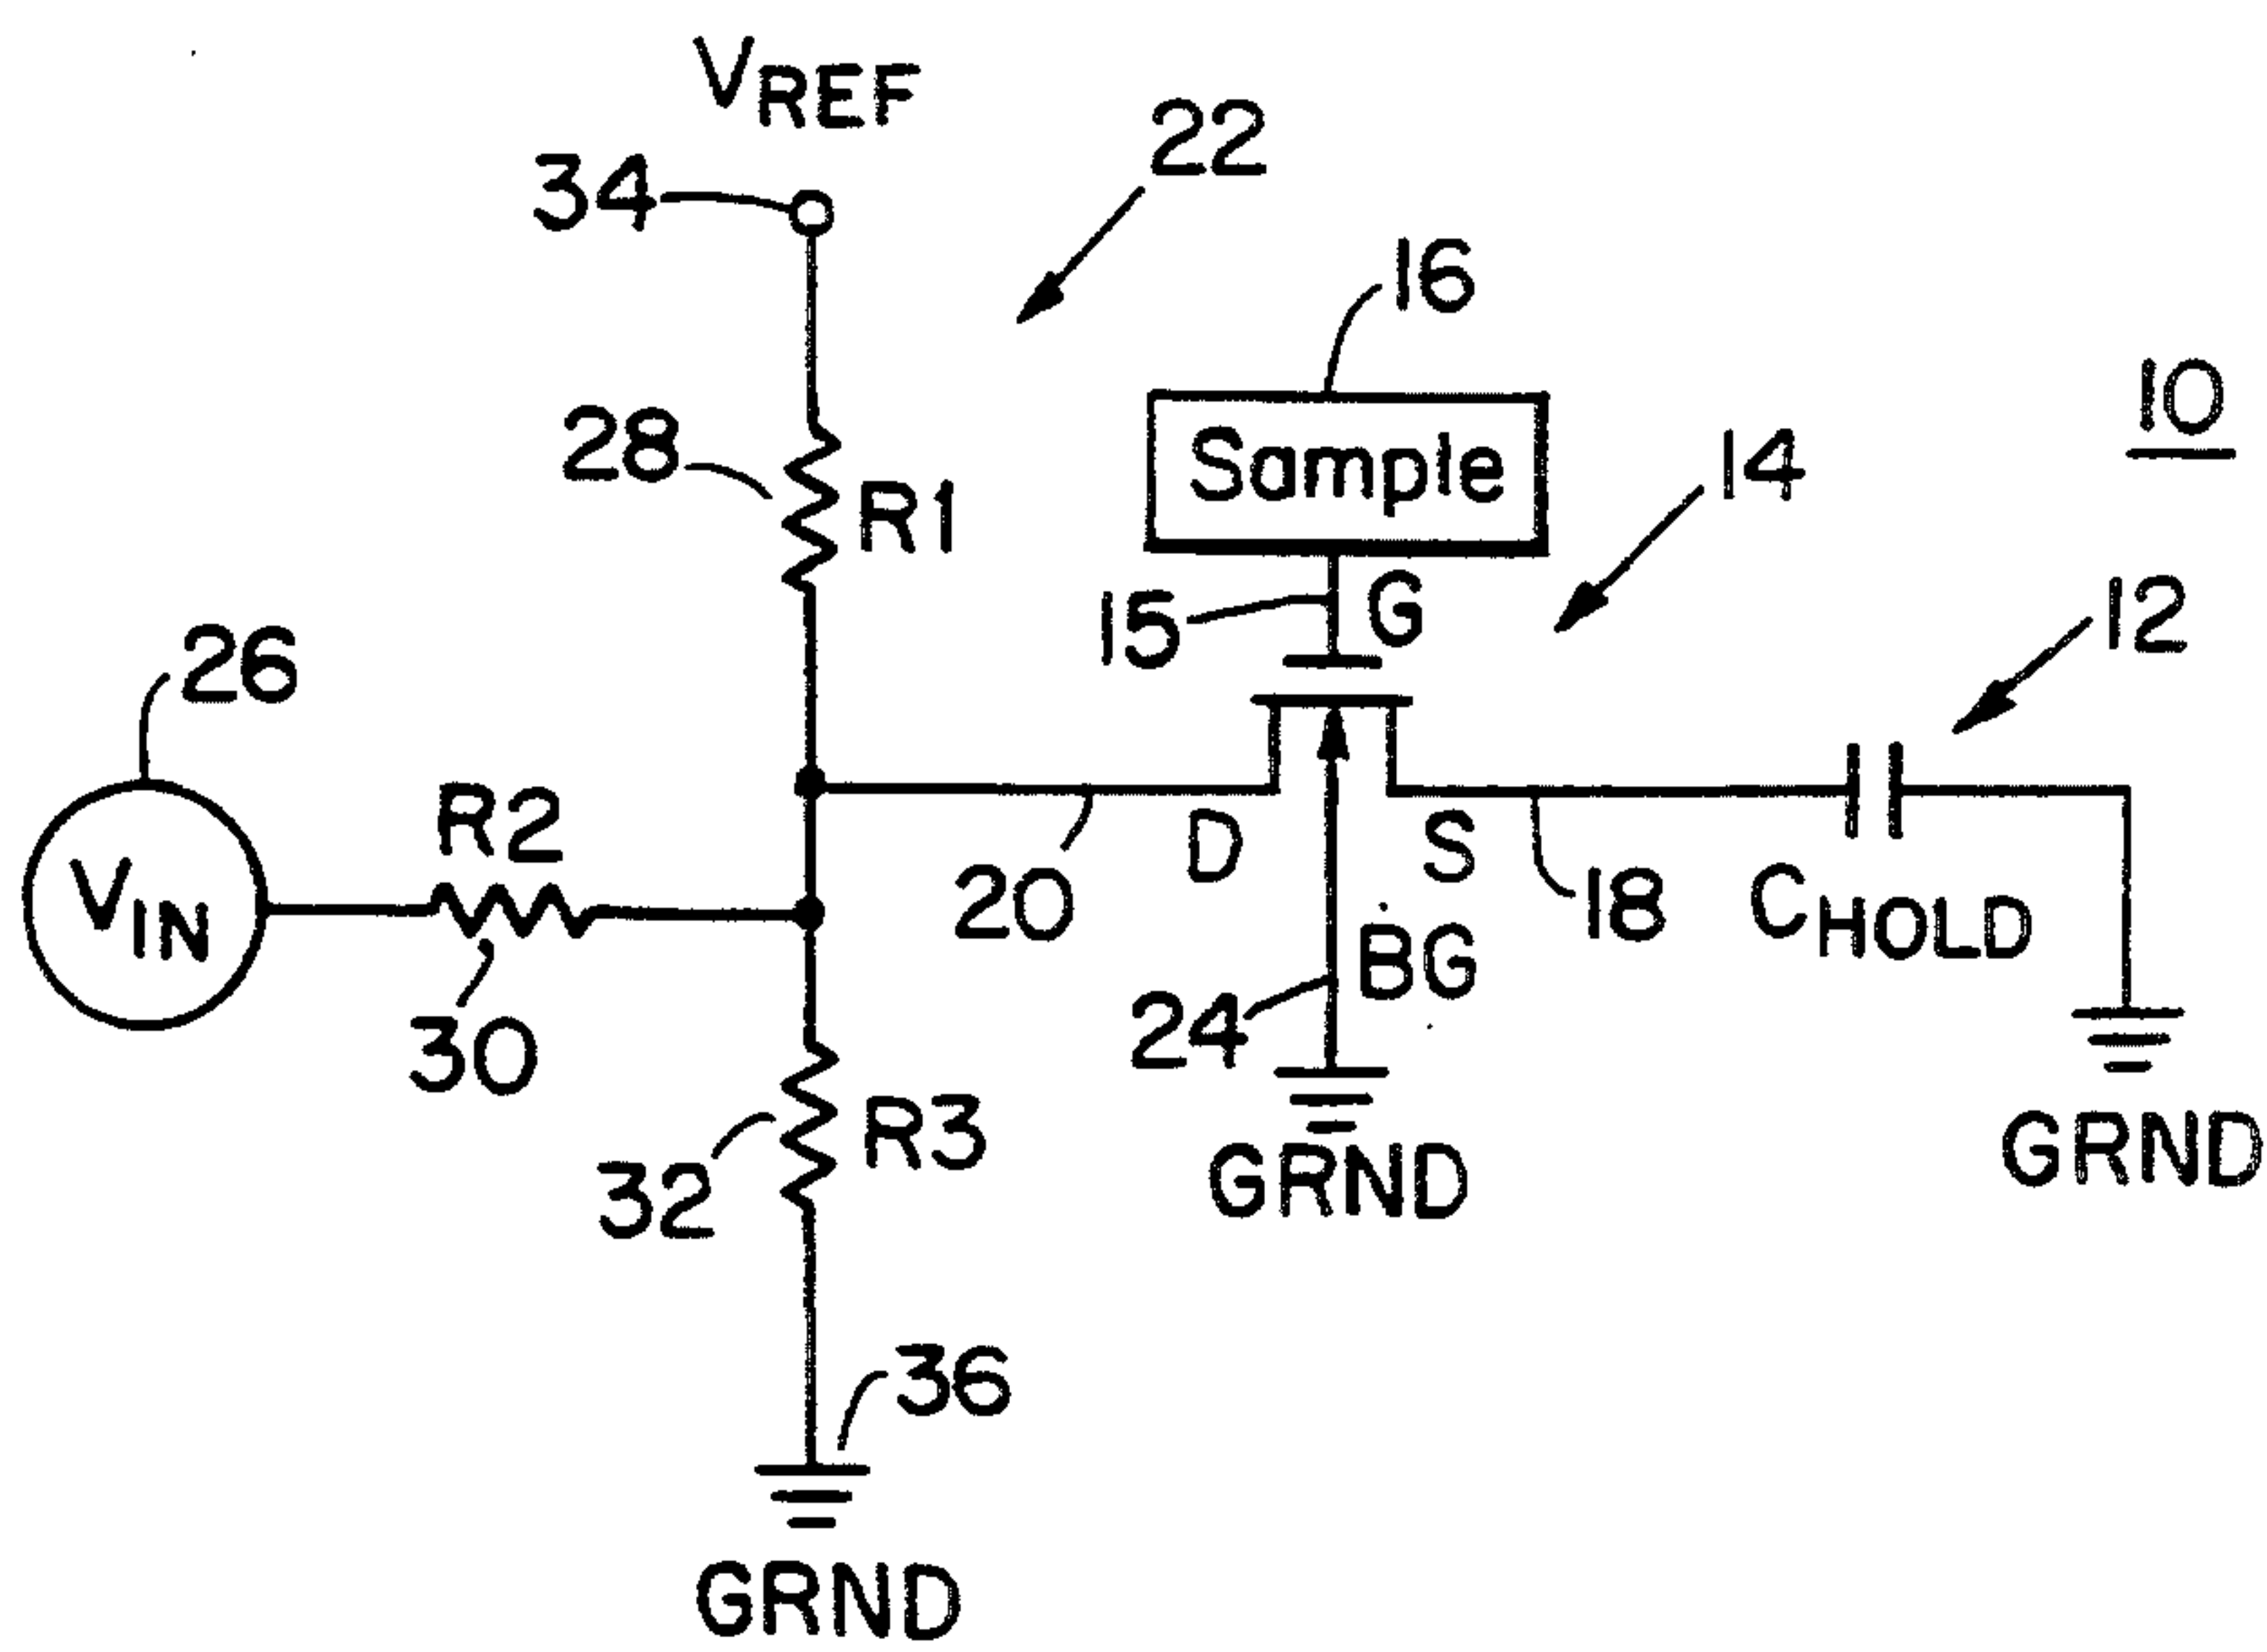 VREF
22
34
16
10
28
Sample
14
R1
15
G
12
26
R2
D
S
VIN
20
18
CHOLD
BG
24
30
R3
GRND
GRND
32
36
GRND